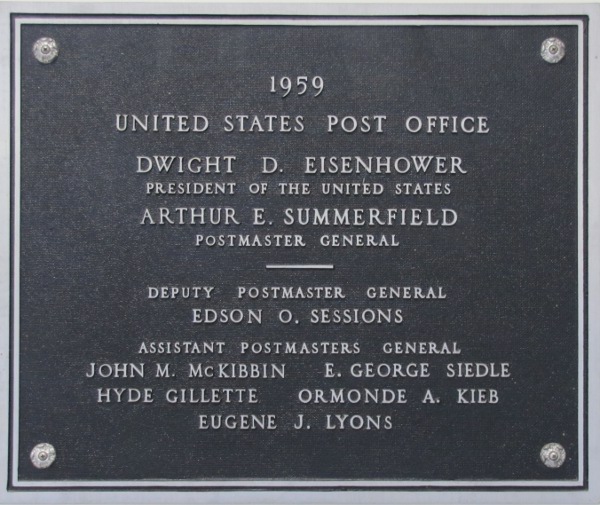 1959
UNITED STATES POST OFFICE
DWIGHT D. EISENHOWER
PRESIDENT OF THE UNITED STATES
ARTHUR E. SUMMERFIELD
POSTMASTER GENERAL
DEPUTY POSTMASTER GENERAL
EDSON O. SESSIONS
ASSISTANT POSTMASTERS GENERAL
JOHN M. McKIBBIN E. GEORGE SIEDLE
HYDE GILLETTE ORMONDE A. KIEB
EUGENE J. LYONS